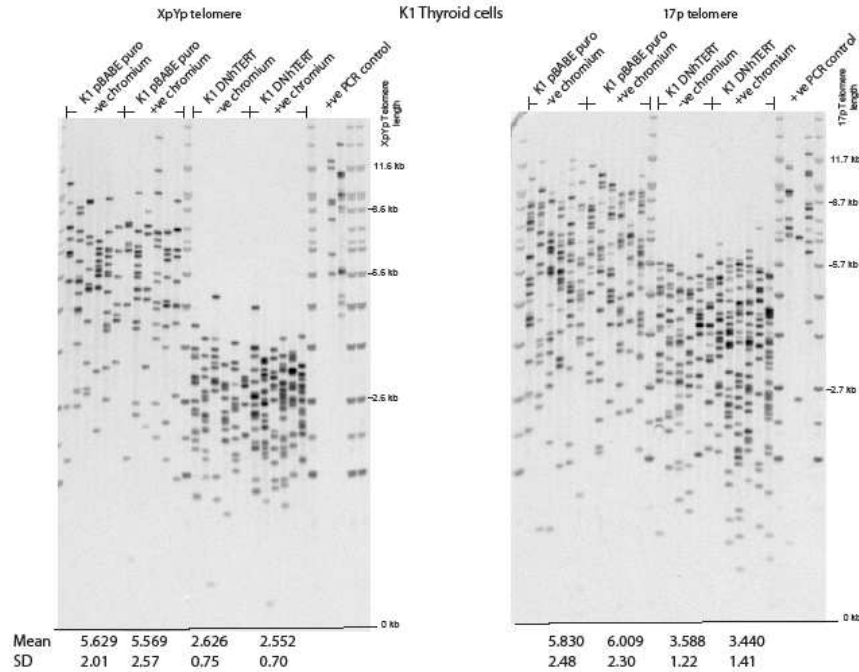 K1 Thyroid cells
XpYp telomere
K1 pBABE puro
-ve chromium
K1 pBABE puro
+ve chromium
K1 DNhTERT
-ve chromium
K1 DNhTERT
+ve chromium
+ve PCR control
XpYp Telomere
length
11.6 kb
8.6 kb
5.6 kb
2.6 kb
0 kb
Mean 5.629 5.569 2.626 2.552
SD 2.01 2.57 0.75 0.70
17p telomere
K1 pBABE puro
-ve chromium
K1 pBABE puro
+ve chromium
K1 DNhTERT
-ve chromium
K1 DNhTERT
+ve chromium
+ve PCR control
17p Telomere
length
11.7 kb
8.7 kb
5.7 kb
2.7 kb
0 kb
5.830 6.009 3.588 3.440
2.48 2.30 1.22 1.41